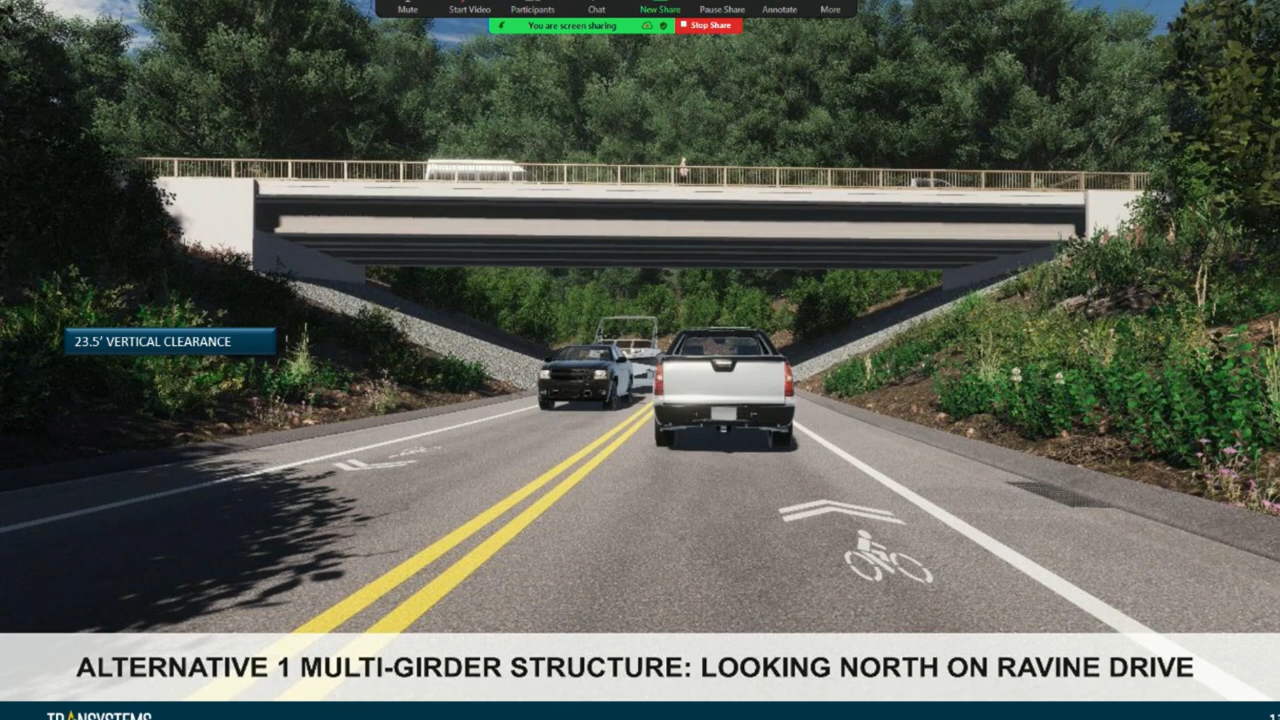 Mute Start Video Participants Chat New Share Pause Share Annotate More
You are screen sharing Stop Share
23.5' VERTICAL CLEARANCE
ALTERNATIVE 1 MULTI-GIRDER STRUCTURE: LOOKING NORTH ON RAVINE DRIVE
TRANSYSTEMS